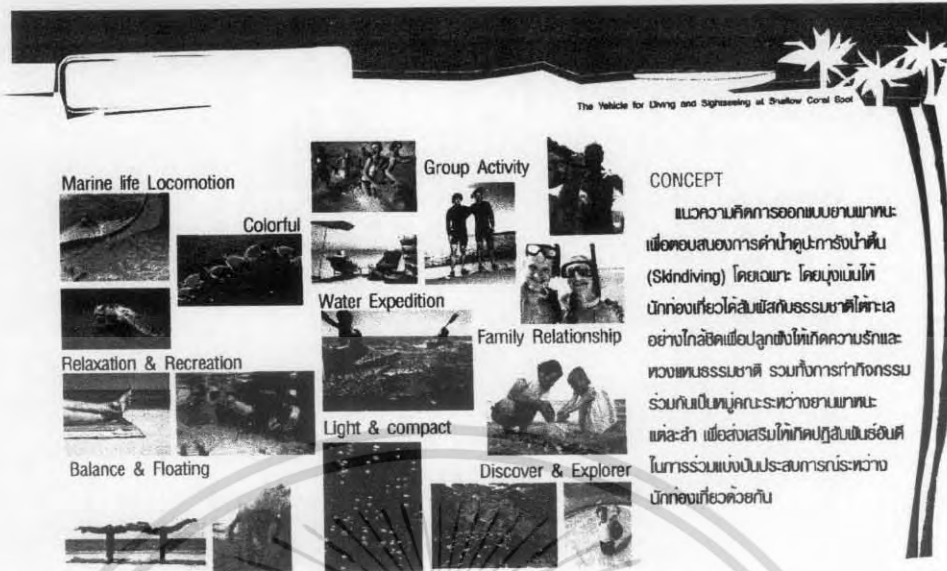 The Vehicle for Diving and Sightseeing at Shallow Coral
Marine life Locomotion
Colorful
Group Activity
Water Expedition
Family Relationship
Relaxation & Recreation
Light & compact
Balance & Floating
Discover & Explorer
CONCEPT
แนวความคิดการออกแบบยานพาหนะ
เพื่อตอบสนองการดำน้ำดูปะการังน้ำตื้น
(Skindiving) โดยเฉพาะ โดยมุ่งเน้นให้
นักท่องเที่ยวได้สัมผัสกับธรรมชาติใต้ทะเล
อย่างใกล้ชิดเพื่อปลูกฝังให้เกิดความรักและ
หวงแหนธรรมชาติ รวมทั้งการทำกิจกรรม
ร่วมกันเป็นหมู่คณะระหว่างยานพาหนะ
แต่ละลำ เพื่อส่งเสริมให้เกิดปฏิสัมพันธ์อันดี
ในการร่วมแบ่งปันประสบการณ์ระหว่าง
นักท่องเที่ยวด้วยกัน